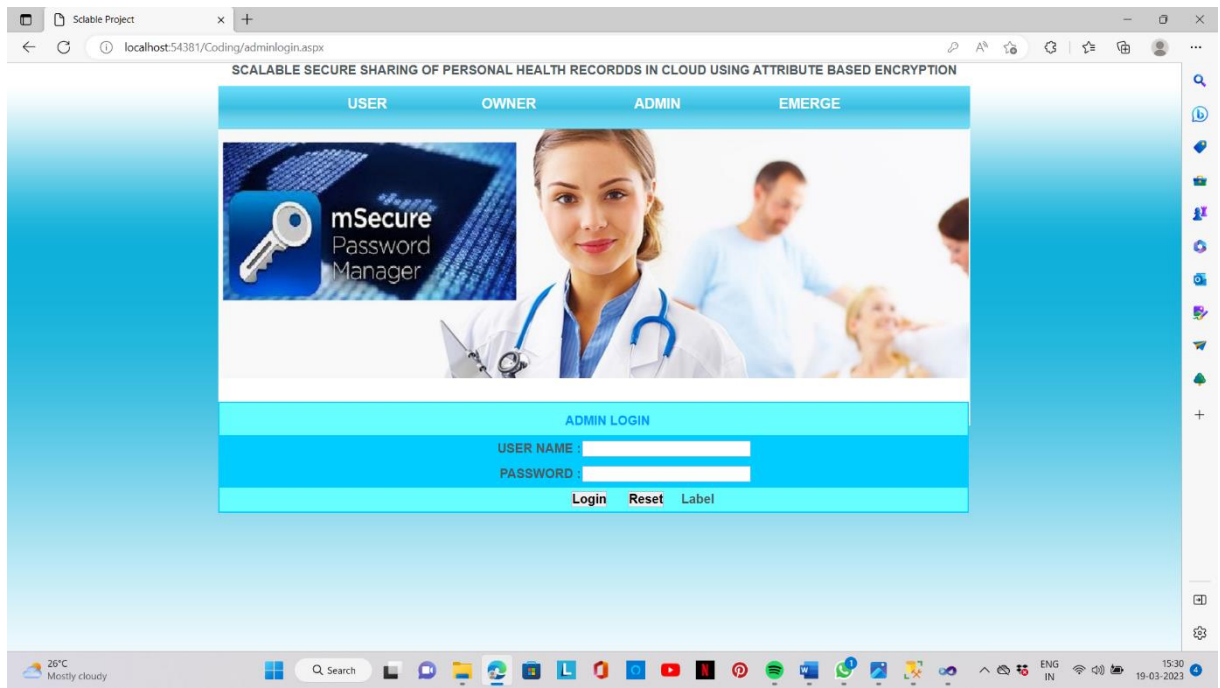 Sclable Project
localhost:54381/Coding/adminlogin.aspx
SCALABLE SECURE SHARING OF PERSONAL HEALTH RECORDDS IN CLOUD USING ATTRIBUTE BASED ENCRYPTION
USER OWNER ADMIN EMERGE
mSecure
Password
Manager
ADMIN LOGIN
USER NAME :
PASSWORD :
Login Reset Label
26°C
Mostly cloudy
Search
ENG
IN
15:30
19-03-2023